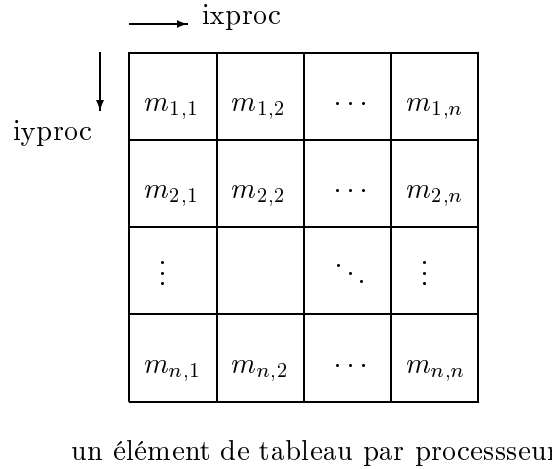 ixproc
iyproc
m1,1 m1,2 ⋯ m1,n
m2,1 m2,2 ⋯ m2,n
⋮ ⋱ ⋮
mn,1 mn,2 ⋯ mn,n
un élément de tableau par processseur